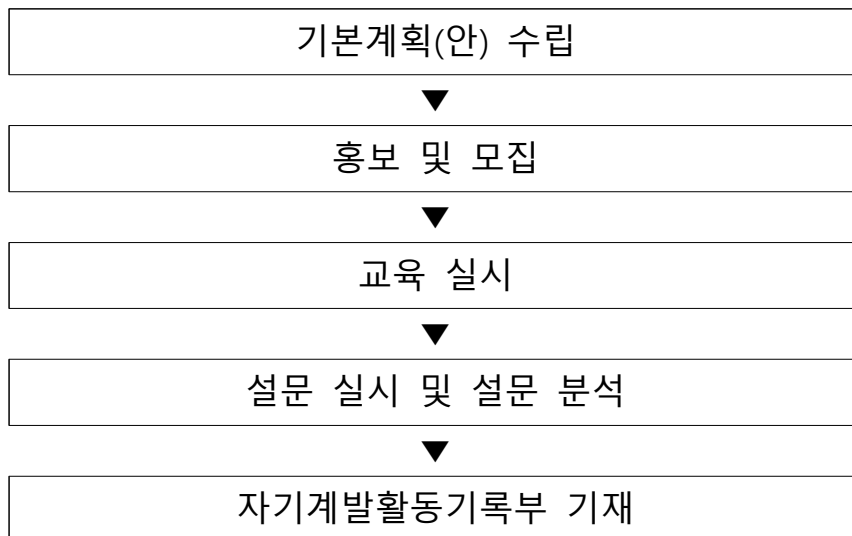 기본계획(안) 수립
▼
홍보 및 모집
▼
교육 실시
▼
설문 실시 및 설문 분석
▼
자기계발활동기록부 기재